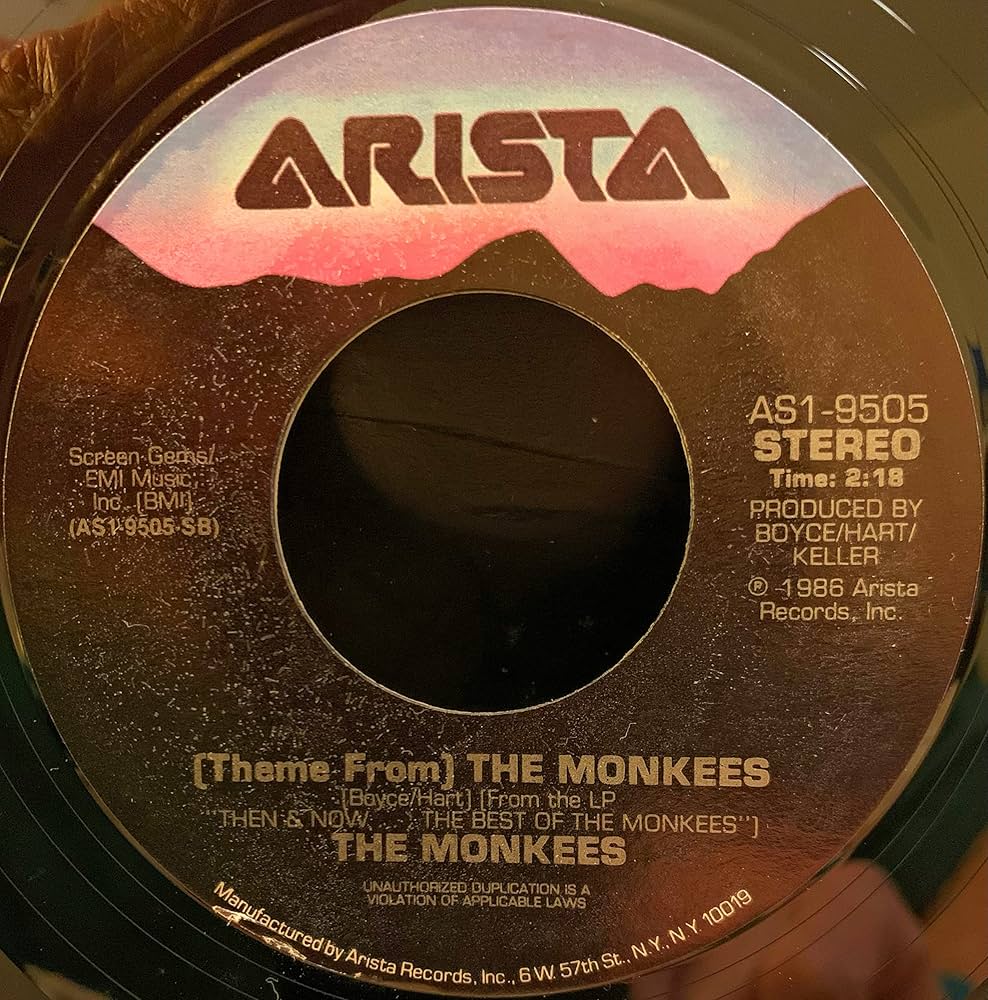 ARISTA
Screen Gems/
EMI Music,
Inc. (BMI)
(AS1-9505-SB)
AS1-9505
STEREO
Time: 2:18
PRODUCED BY
BOYCE/HART/
KELLER
℗ 1986 Arista
Records, Inc.
(Theme From) THE MONKEES
(Boyce/Hart) (From the LP
"THEN & NOW... THE BEST OF THE MONKEES")
THE MONKEES
UNAUTHORIZED DUPLICATION IS A
VIOLATION OF APPLICABLE LAWS
Manufactured by Arista Records, Inc., 6 W. 57th St., N.Y., N.Y. 10019